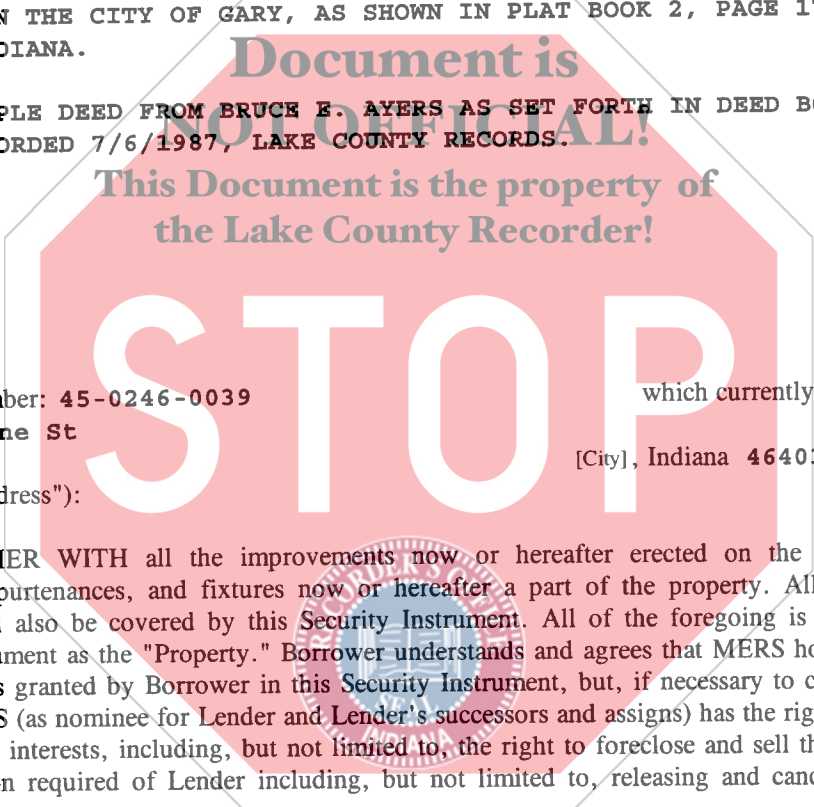 N THE CITY OF GARY, AS SHOWN IN PLAT BOOK 2, PAGE 1
DIANA.
Document is
PLE DEED FROM BRUCE E. AYERS AS SET FORTH IN DEED B
NOT OFFICIAL!
ORDED 7/6/1987, LAKE COUNTY RECORDS.
This Document is the property of
the Lake County Recorder!
STOP
ber: 45-0246-0039 which currently
ne St
[City], Indiana 46403
dress"):
HER WITH all the improvements now or hereafter erected on the
purtenances, and fixtures now or hereafter a part of the property. All
also be covered by this Security Instrument. All of the foregoing is
ument as the "Property." Borrower understands and agrees that MERS ho
s granted by Borrower in this Security Instrument, but, if necessary to c
S (as nominee for Lender and Lender's successors and assigns) has the rig
interests, including, but not limited to, the right to foreclose and sell th
n required of Lender including, but not limited to, releasing and canc
RECORDER'S OFFICE
SEAL
INDIANA